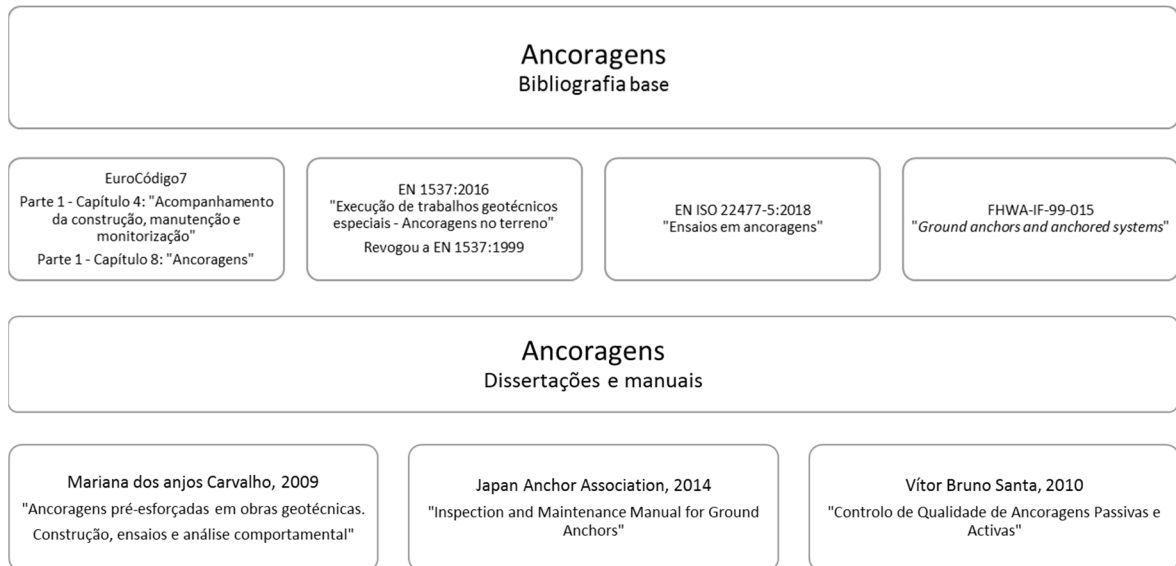 Ancoragens
Bibliografia base
EuroCódigo7
Parte 1 - Capítulo 4: "Acompanhamento
da construção, manutenção e
monitorização"
Parte 1 - Capítulo 8: "Ancoragens"
EN 1537:2016
"Execução de trabalhos geotécnicos
especiais - Ancoragens no terreno"
Revogou a EN 1537:1999
EN ISO 22477-5:2018
"Ensaios em ancoragens"
FHWA-IF-99-015
"Ground anchors and anchored systems"
Ancoragens
Dissertações e manuais
Mariana dos anjos Carvalho, 2009
"Ancoragens pré-esforçadas em obras geotécnicas.
Construção, ensaios e análise comportamental"
Japan Anchor Association, 2014
"Inspection and Maintenance Manual for Ground
Anchors"
Vítor Bruno Santa, 2010
"Controlo de Qualidade de Ancoragens Passivas e
Activas"